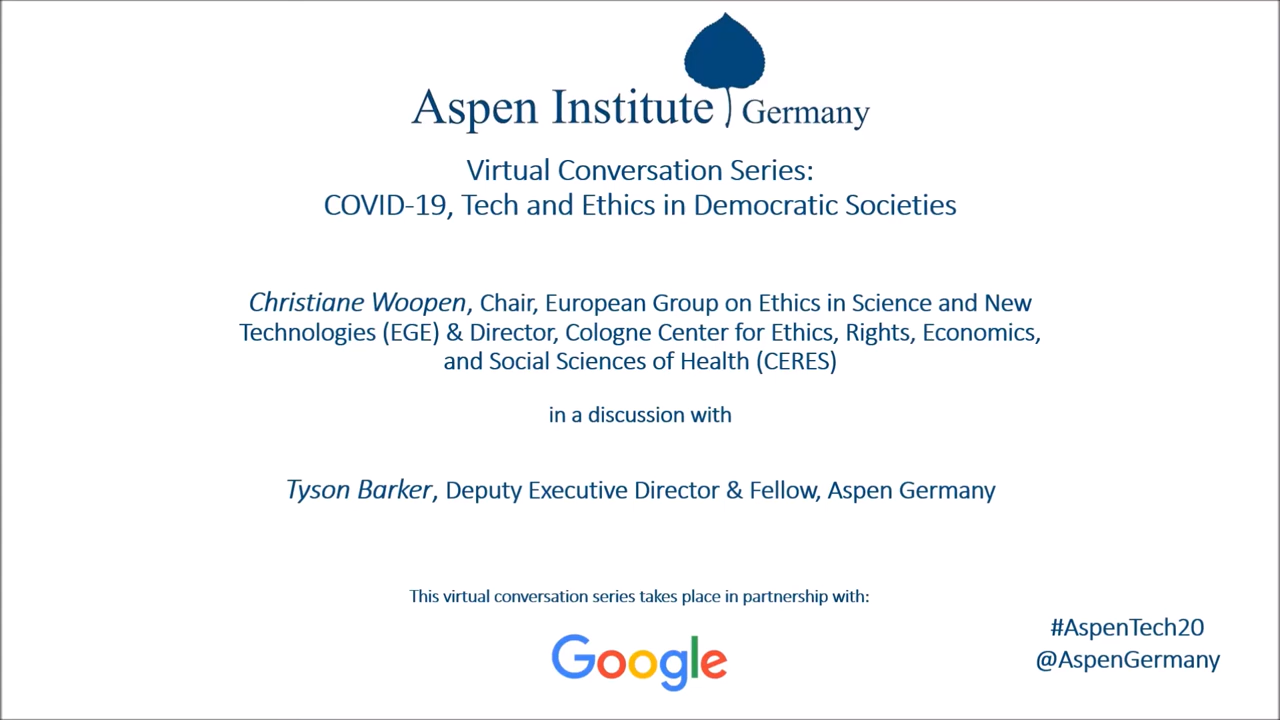 Aspen Institute Germany
Virtual Conversation Series:
COVID-19, Tech and Ethics in Democratic Societies
Christiane Woopen, Chair, European Group on Ethics in Science and New
Technologies (EGE) & Director, Cologne Center for Ethics, Rights, Economics,
and Social Sciences of Health (CERES)
in a discussion with
Tyson Barker, Deputy Executive Director & Fellow, Aspen Germany
This virtual conversation series takes place in partnership with:
Google
#AspenTech20
@AspenGermany